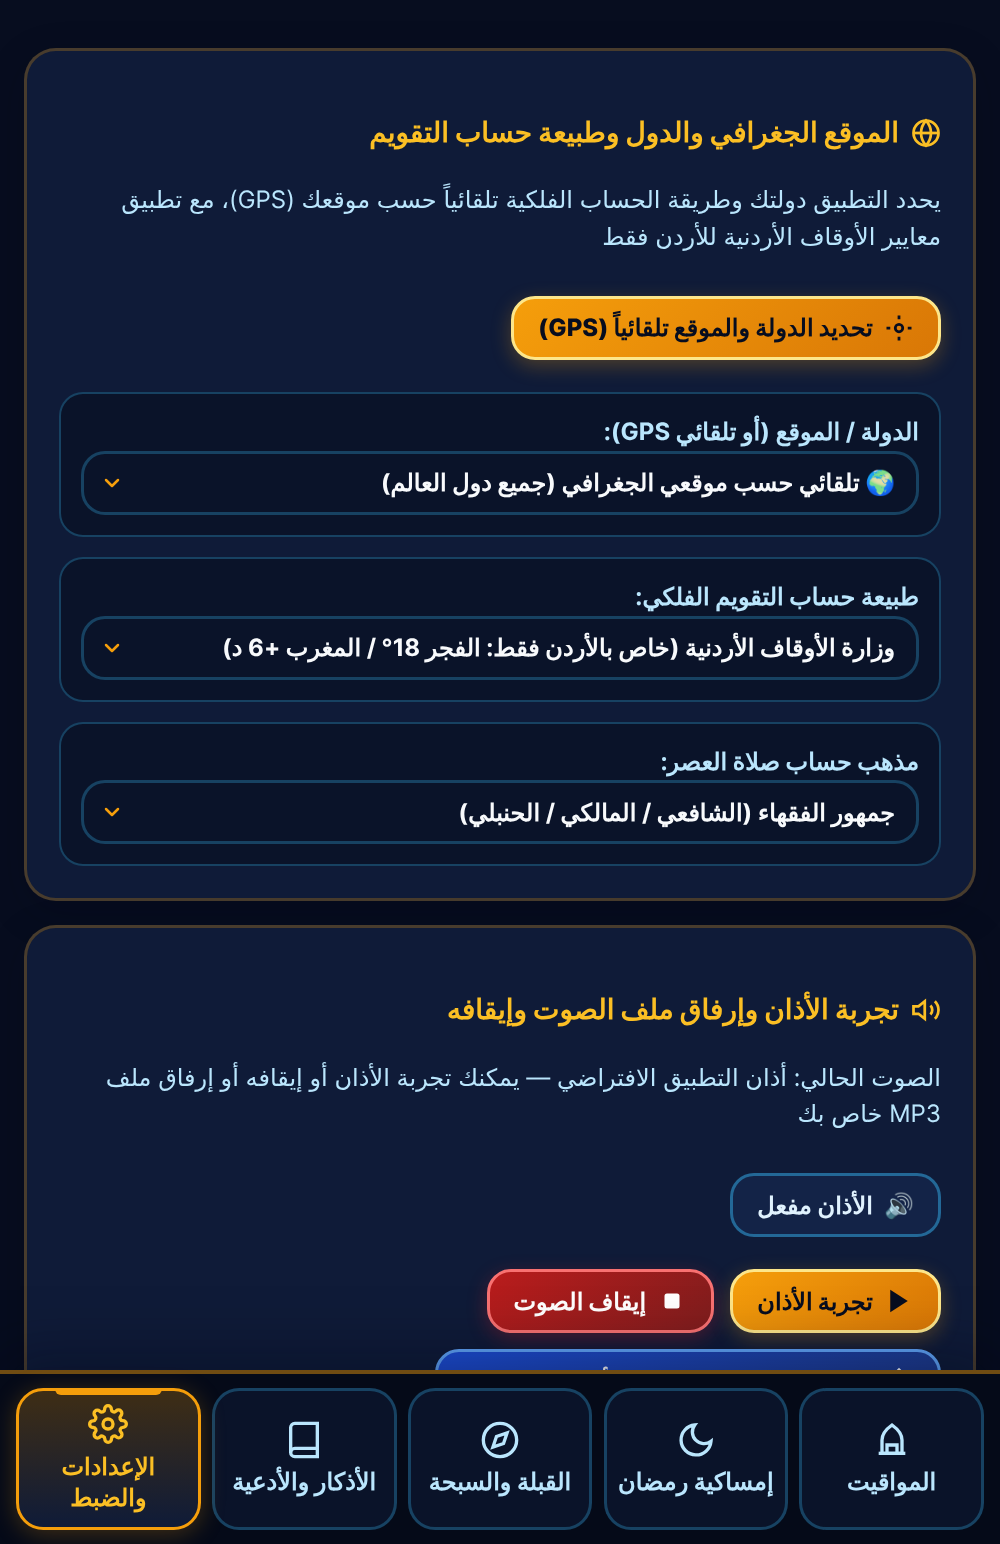 الموقع الجغرافي والدول وطبيعة حساب التقويم
يحدد التطبيق دولتك وطريقة الحساب الفلكية تلقائياً حسب موقعك (GPS)، مع تطبيق
معايير الأوقاف الأردنية للأردن فقط
تحديد الدولة والموقع تلقائياً (GPS)
الدولة / الموقع (أو تلقائي GPS):
🌍 تلقائي حسب موقعي الجغرافي (جميع دول العالم)
طبيعة حساب التقويم الفلكي:
وزارة الأوقاف الأردنية (خاص بالأردن فقط: الفجر 18° / المغرب +6 د)
مذهب حساب صلاة العصر:
جمهور الفقهاء (الشافعي / المالكي / الحنبلي)
تجربة الأذان وإرفاق ملف الصوت وإيقافه
الصوت الحالي: أذان التطبيق الافتراضي — يمكنك تجربة الأذان أو إيقافه أو إرفاق ملف
MP3 خاص بك
🔊 الأذان مفعل
تجربة الأذان
إيقاف الصوت
المواقيت
إمساكية رمضان
القبلة والسبحة
الأذكار والأدعية
الإعدادات
والضبط